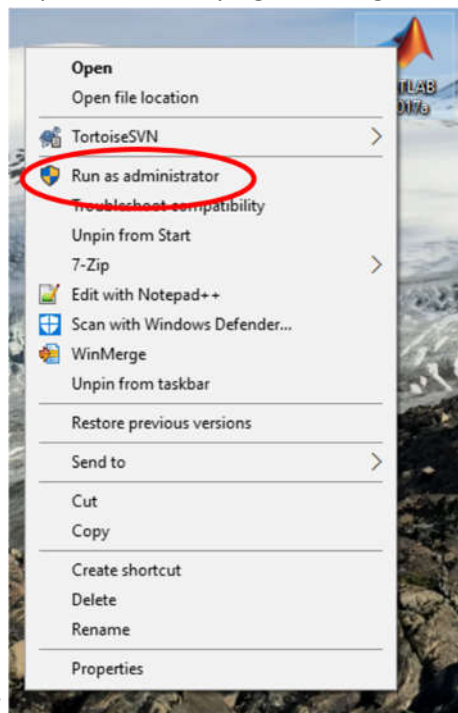 Open
Open file location
TortoiseSVN
Run as administrator
Troubleshoot compatibility
Unpin from Start
7-Zip
Edit with Notepad++
Scan with Windows Defender...
WinMerge
Unpin from taskbar
Restore previous versions
Send to
Cut
Copy
Create shortcut
Delete
Rename
Properties